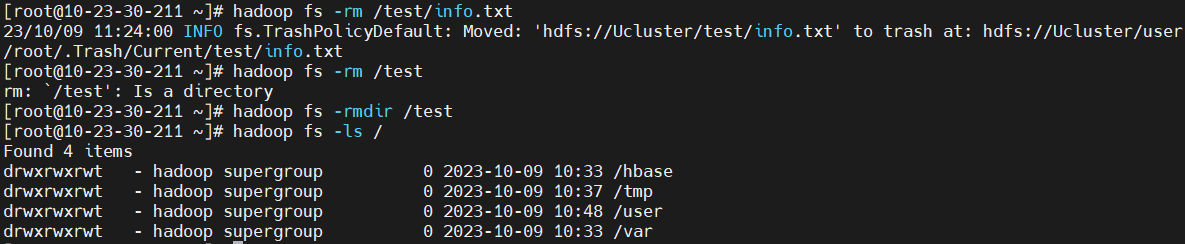 [root@10-23-30-211 ~]# hadoop fs -rm /test/info.txt
23/10/09 11:24:00 INFO fs.TrashPolicyDefault: Moved: 'hdfs://Ucluster/test/info.txt' to trash at: hdfs://Ucluster/user
/root/.Trash/Current/test/info.txt
[root@10-23-30-211 ~]# hadoop fs -rm /test
rm: `/test': Is a directory
[root@10-23-30-211 ~]# hadoop fs -rmdir /test
[root@10-23-30-211 ~]# hadoop fs -ls /
Found 4 items
drwxrwxrwt   - hadoop supergroup          0 2023-10-09 10:33 /hbase
drwxrwxrwt   - hadoop supergroup          0 2023-10-09 10:37 /tmp
drwxrwxrwt   - hadoop supergroup          0 2023-10-09 10:48 /user
drwxrwxrwt   - hadoop supergroup          0 2023-10-09 10:33 /var